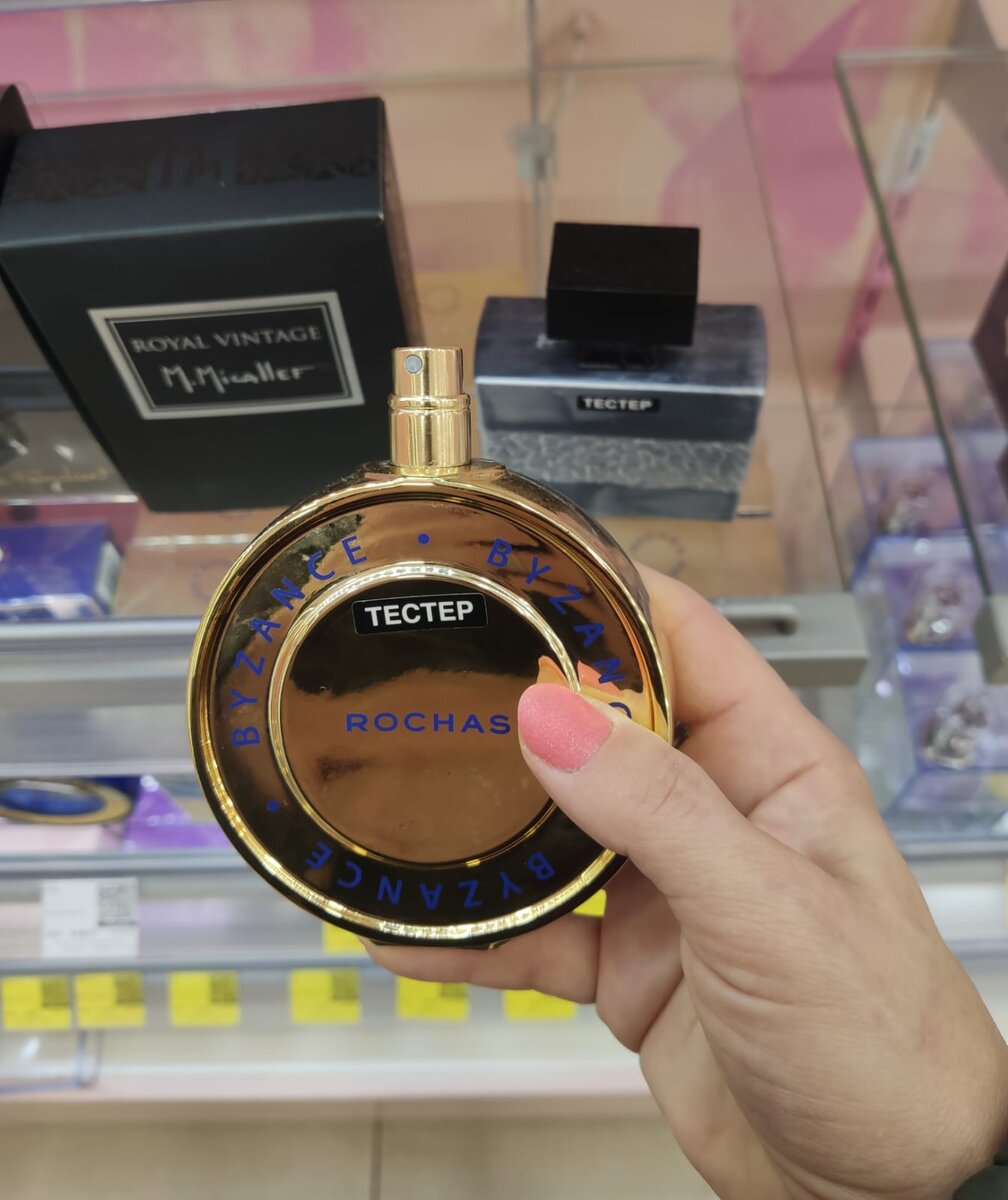 ROYAL VINTAGE
M.Micallef
ТЕСТЕР
BYZANCE • BYZANCE • BYZANCE •
ТЕСТЕР
ROCHAS